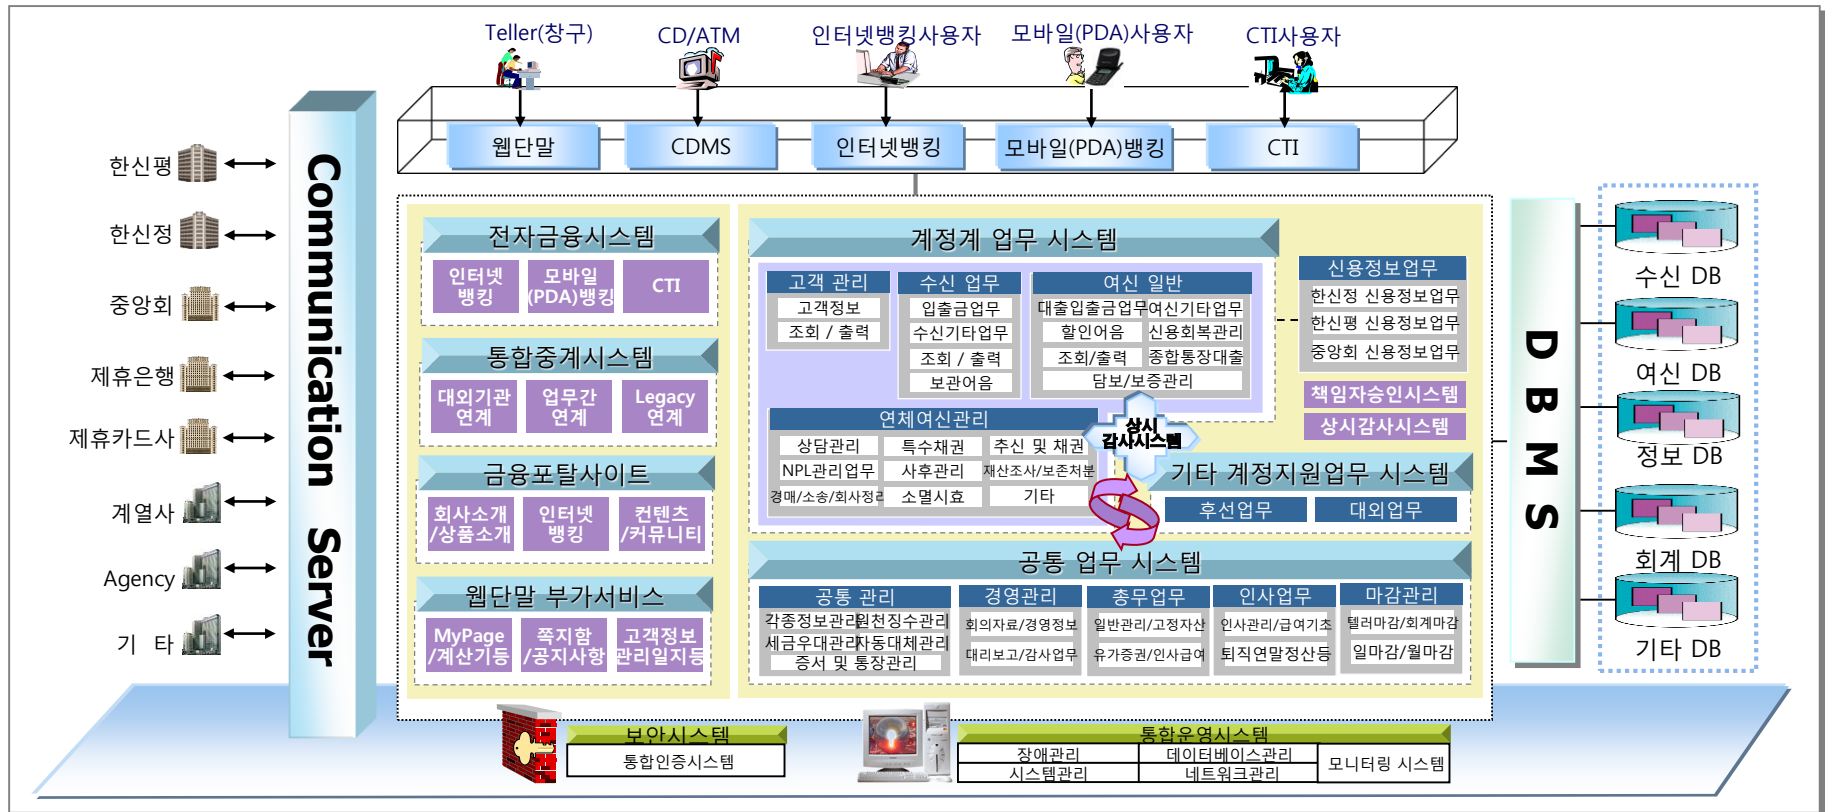 Teller(창구)
CD/ATM
인터넷뱅킹사용자
모바일(PDA)사용자
CTI사용자
웹단말
CDMS
인터넷뱅킹
모바일(PDA)뱅킹
CTI
한신평
한신정
중앙회
제휴은행
제휴카드사
계열사
Agency
기 타
Communication Server
전자금융시스템
인터넷
뱅킹
모바일
(PDA)뱅킹
CTI
통합중계시스템
대외기관
연계
업무간
연계
Legacy
연계
금융포탈사이트
회사소개
/상품소개
인터넷
뱅킹
컨텐츠
/커뮤니티
웹단말 부가서비스
MyPage
/계산기등
쪽지함
/공지사항
고객정보
관리일지등
계정계 업무 시스템
고객 관리
고객정보
조회 / 출력
수신 업무
입출금업무
수신기타업무
조회 / 출력
보관어음
여신 일반
대출입출금업무
여신기타업무
할인어음
신용회복관리
조회/출력
종합통장대출
담보/보증관리
연체여신관리
상담관리
특수채권
추신 및 채권
NPL관리업무
사후관리
재산조사/보존처분
경매/소송/회사정리
소멸시효
기타
신용정보업무
한신정 신용정보업무
한신평 신용정보업무
중앙회 신용정보업무
책임자승인시스템
상시감사시스템
상시
감사시스템
기타 계정지원업무 시스템
후선업무
대외업무
공통 업무 시스템
공통 관리
각종정보관리
원천징수관리
세금우대관리
자동대체관리
증서 및 통장관리
경영관리
회의자료/경영정보
대리보고/감사업무
총무업무
일반관리/고정자산
유가증권/인사급여
인사업무
인사관리/급여기초
퇴직연말정산등
마감관리
텔러마감/회계마감
일마감/월마감
DBMS
수신 DB
여신 DB
정보 DB
회계 DB
기타 DB
보안시스템
통합인증시스템
통합운영시스템
장애관리
데이터베이스관리
시스템관리
네트워크관리
모니터링 시스템